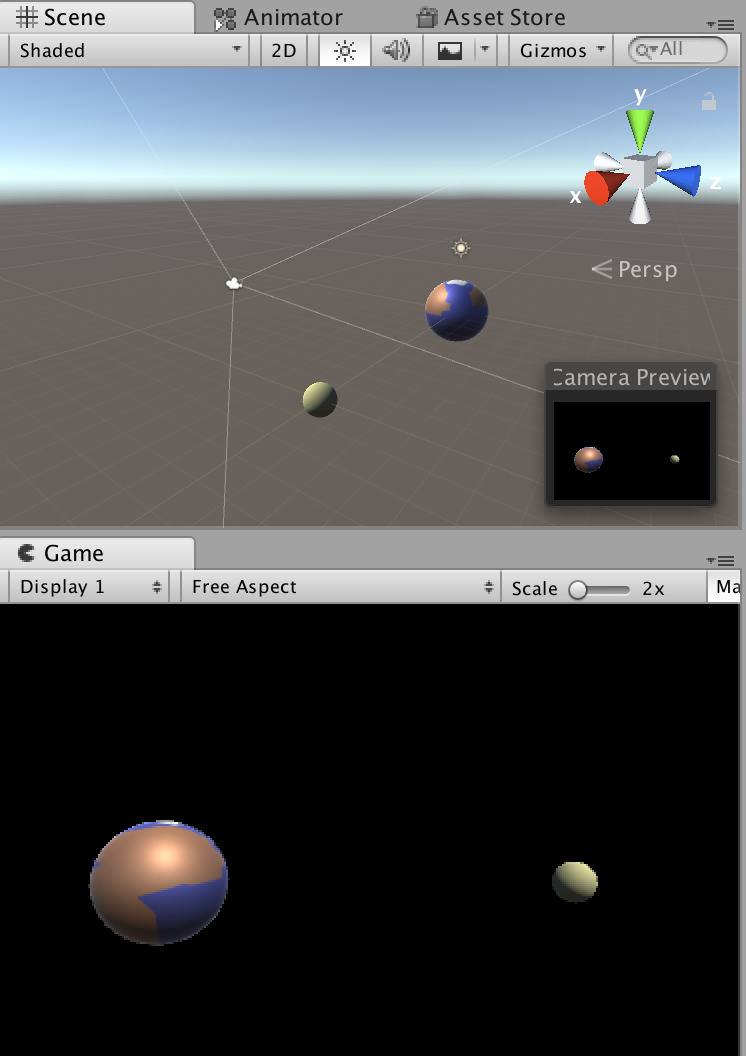 Scene Animator Asset Store
Shaded 2D Gizmos All
y
x z
Persp
Camera Preview
Game
Display 1 Free Aspect Scale 2x Ma